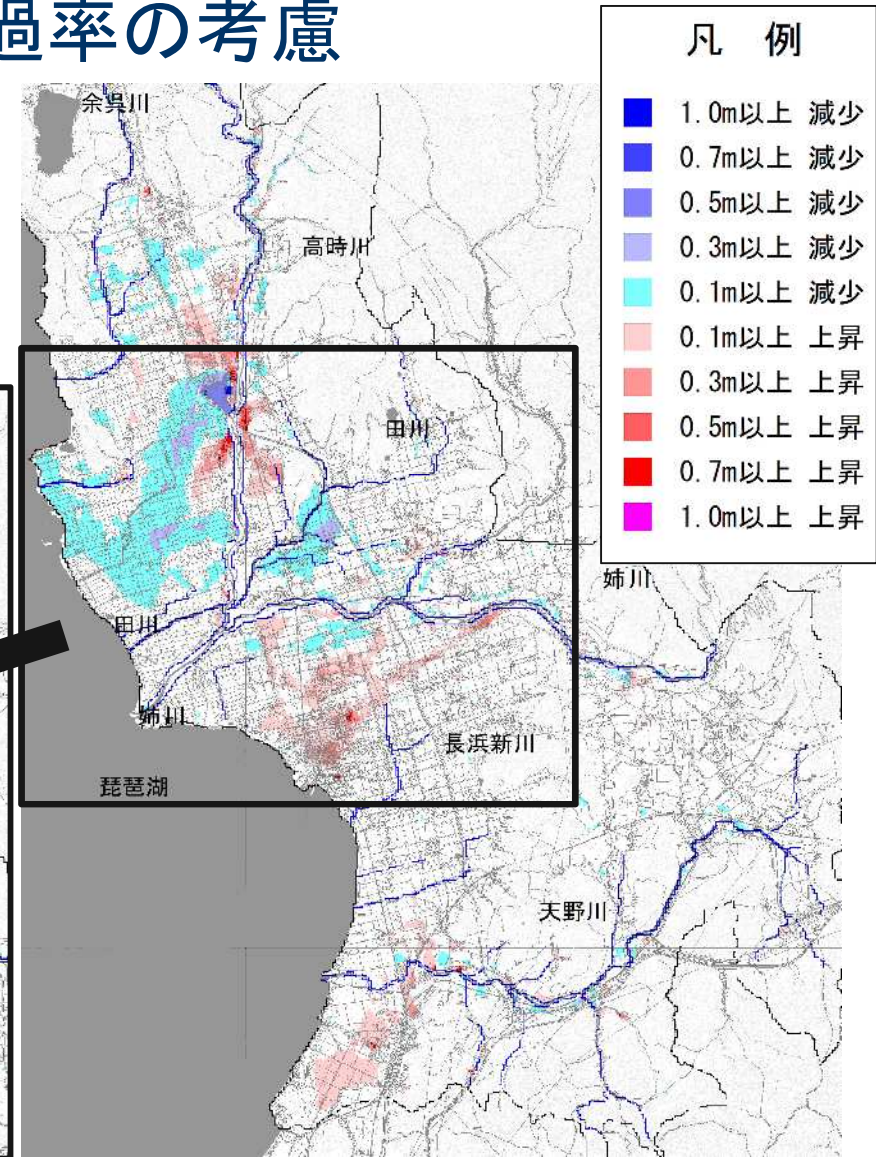 過率の考慮
凡 例
1.0m以上 減少
0.7m以上 減少
0.5m以上 減少
0.3m以上 減少
0.1m以上 減少
0.1m以上 上昇
0.3m以上 上昇
0.5m以上 上昇
0.7m以上 上昇
1.0m以上 上昇
余呉川
高時川
田川
姉川
田川
姉川
長浜新川
琵琶湖
天野川